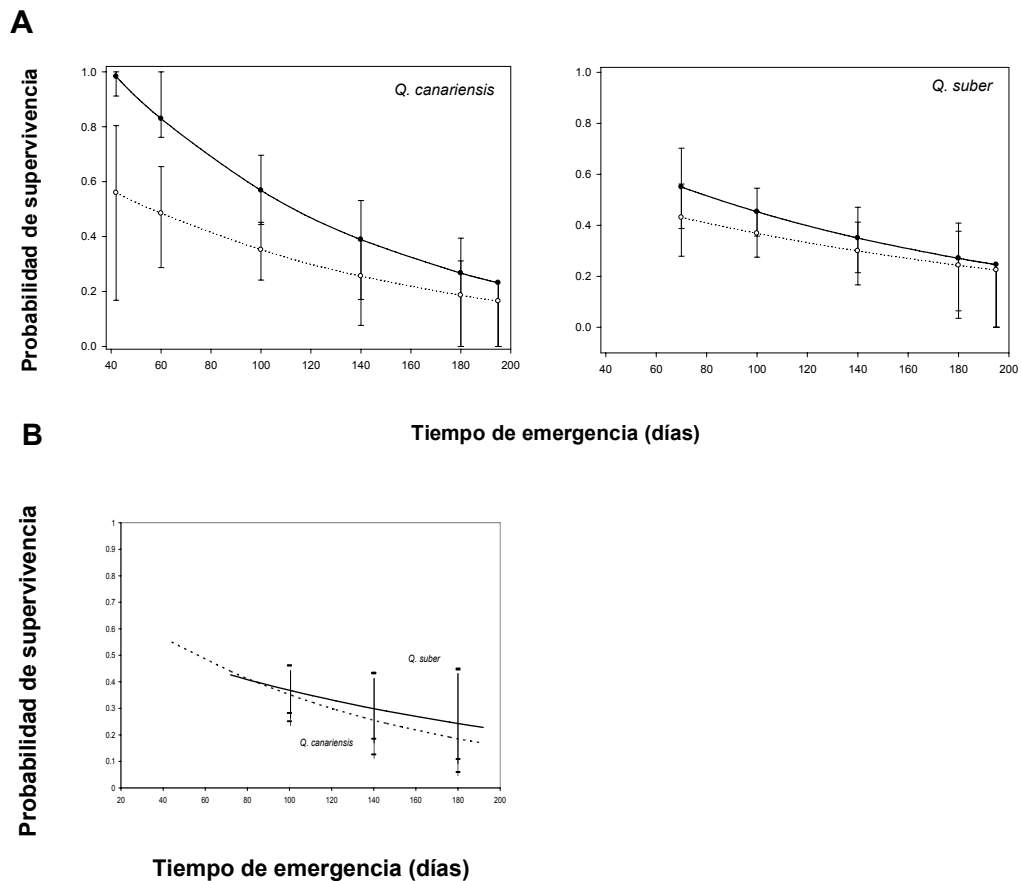 A
Probabilidad de supervivencia
1.0
0.8
0.6
0.4
0.2
0.0
Q. canariensis
40 60 80 100 120 140 160 180 200
1.0
0.8
0.6
0.4
0.2
0.0
Q. suber
40 60 80 100 120 140 160 180 200
Tiempo de emergencia (días)
B
Probabilidad de supervivencia
1
0.9
0.8
0.7
0.6
0.5
0.4
0.3
0.2
0.1
0
Q. suber
Q. canariensis
20 40 60 80 100 120 140 160 180 200
Tiempo de emergencia (días)